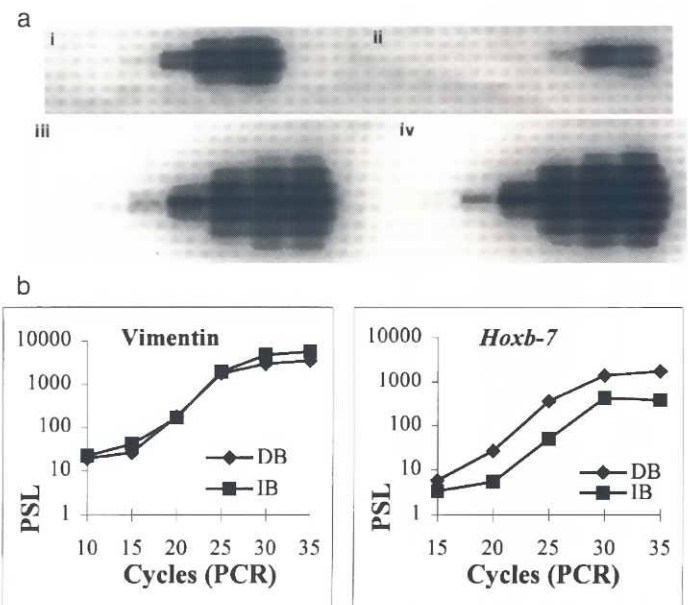 a
i ii
iii iv
b
Vimentin
10000
1000
100
10
1
PSL
DB
IB
10 15 20 25 30 35
Cycles (PCR)
Hoxb-7
10000
1000
100
10
1
PSL
DB
IB
15 20 25 30 35
Cycles (PCR)